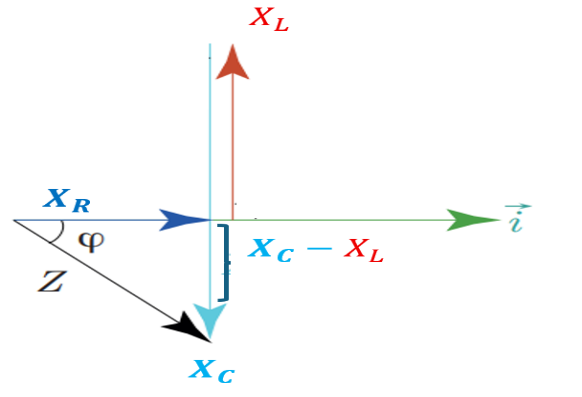 X_L
X_R
i⃗
φ
X_C − X_L
Z
X_C